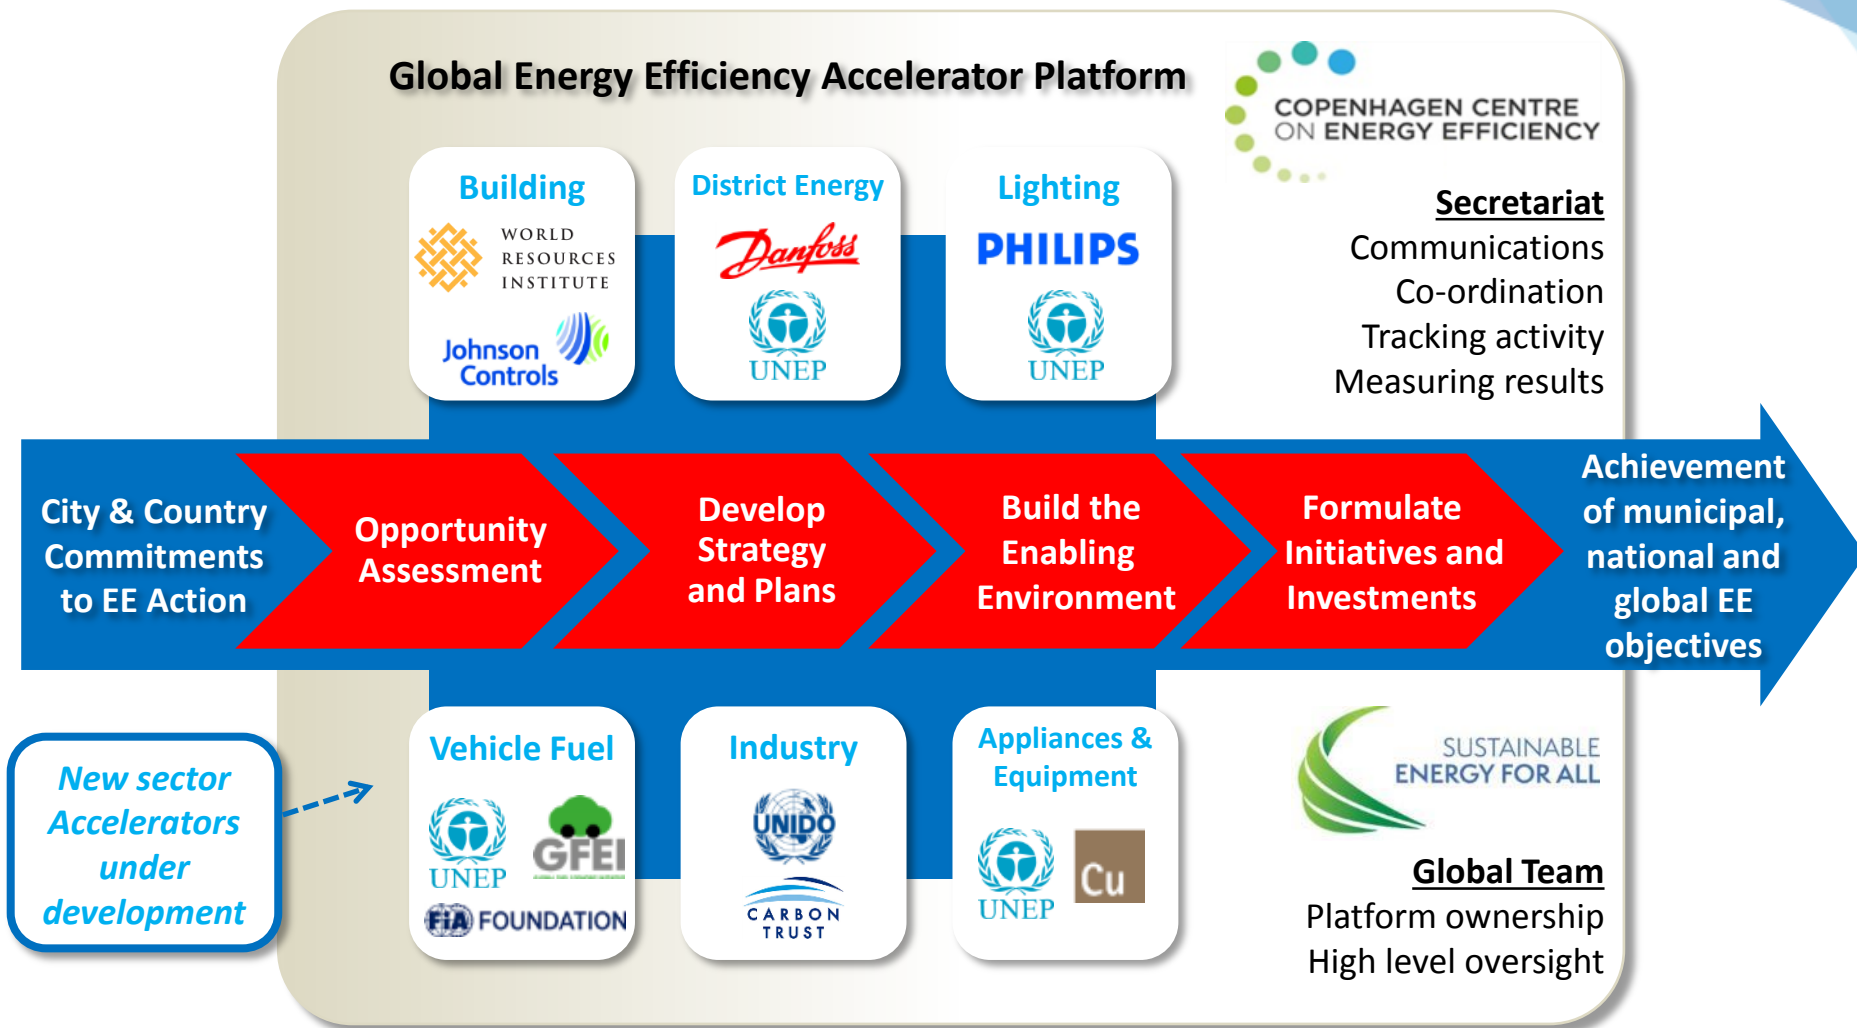 Global Energy Efficiency Accelerator Platform
COPENHAGEN CENTRE
ON ENERGY EFFICIENCY
Building
WORLD
RESOURCES
INSTITUTE
Johnson
Controls
District Energy
Danfoss
UNEP
Lighting
PHILIPS
UNEP
Secretariat
Communications
Co-ordination
Tracking activity
Measuring results
City & Country
Commitments
to EE Action
Opportunity
Assessment
Develop
Strategy
and Plans
Build the
Enabling
Environment
Formulate
Initiatives and
Investments
Achievement
of municipal,
national and
global EE
objectives
New sector
Accelerators
under
development
Vehicle Fuel
UNEP
GFEI
FiA FOUNDATION
Industry
UNIDO
CARBON
TRUST
Appliances &
Equipment
UNEP
Cu
SUSTAINABLE
ENERGY FOR ALL
Global Team
Platform ownership
High level oversight